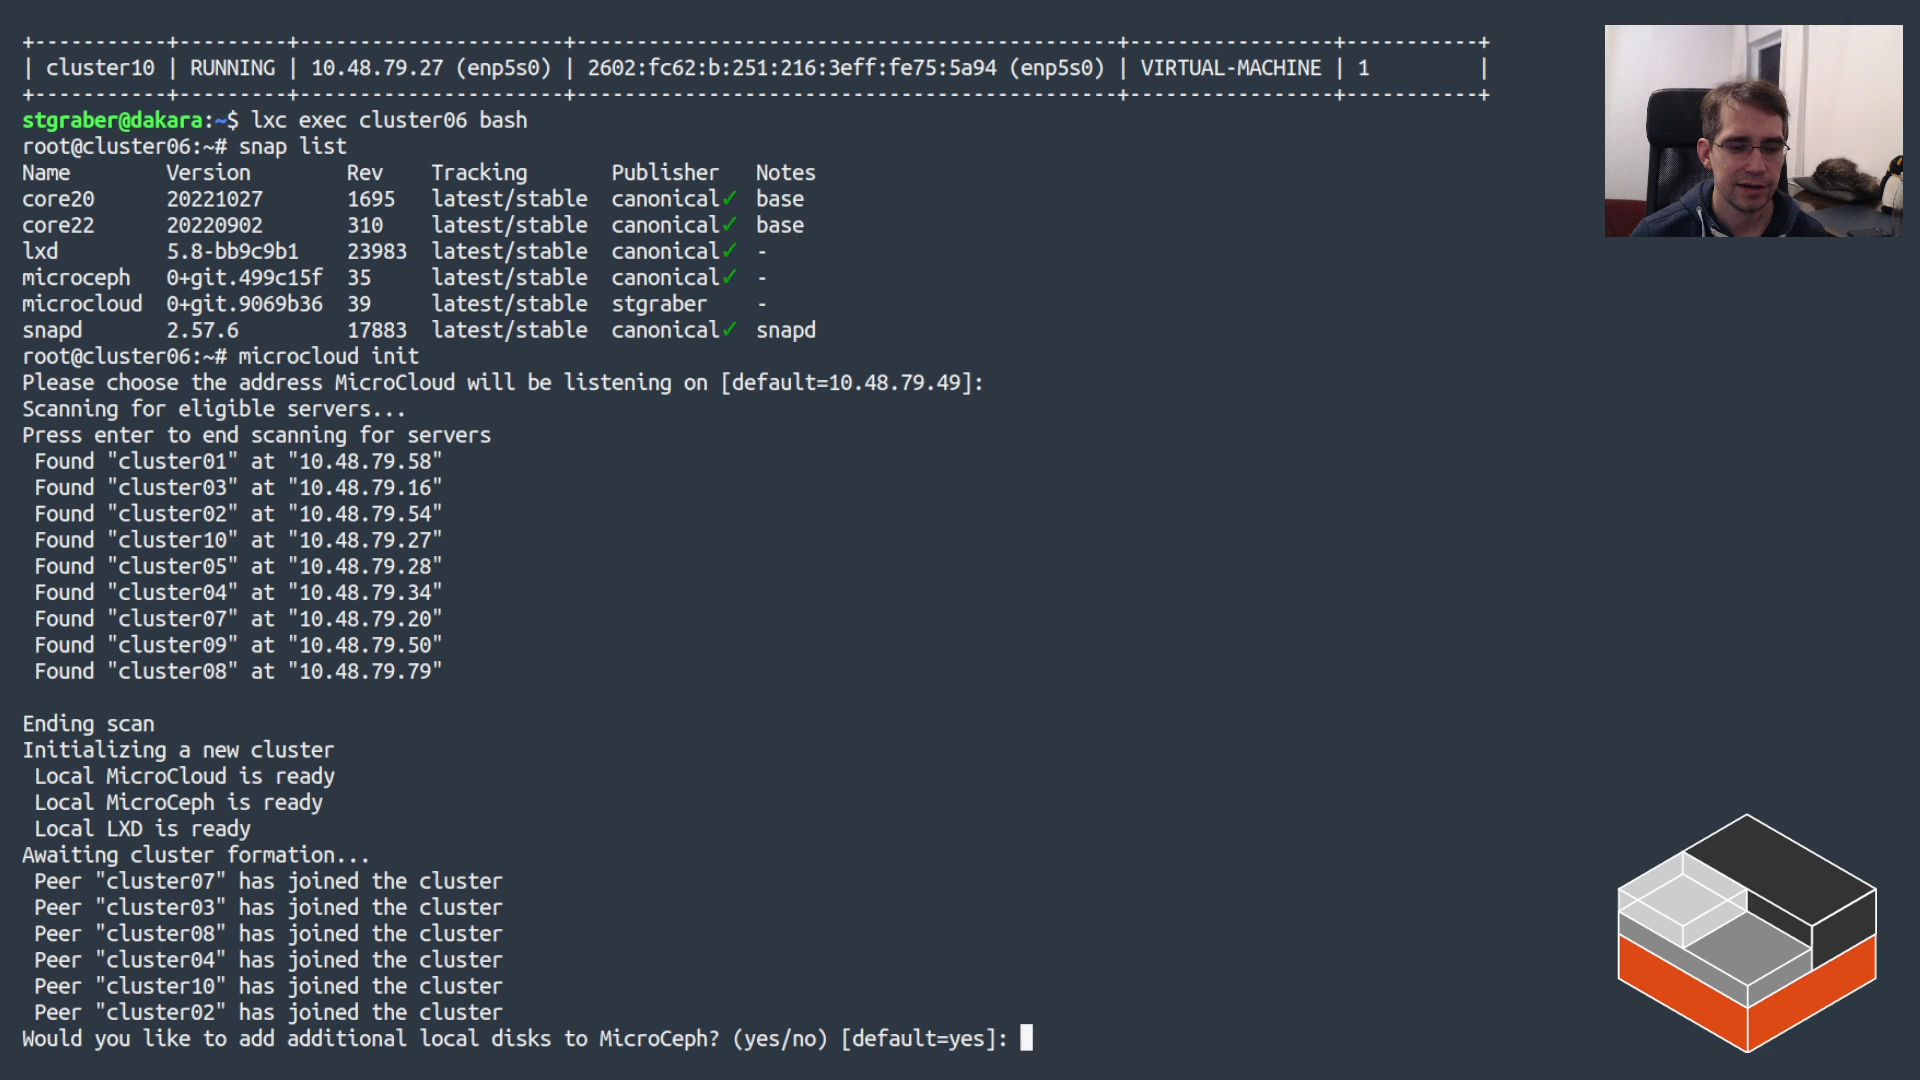 +-----------+---------+----------------------+---------------------------------------------+-----------------+-----------+
| cluster10 | RUNNING | 10.48.79.27 (enp5s0) | 2602:fc62:b:251:216:3eff:fe75:5a94 (enp5s0) | VIRTUAL-MACHINE | 1         |
+-----------+---------+----------------------+---------------------------------------------+-----------------+-----------+
stgraber@dakara:~$ lxc exec cluster06 bash
root@cluster06:~# snap list
Name       Version         Rev    Tracking       Publisher   Notes
core20     20221027        1695   latest/stable  canonical✓  base
core22     20220902        310    latest/stable  canonical✓  base
lxd        5.8-bb9c9b1     23983  latest/stable  canonical✓  -
microceph  0+git.499c15f   35     latest/stable  canonical✓  -
microcloud 0+git.9069b36   39     latest/stable  stgraber    -
snapd      2.57.6          17883  latest/stable  canonical✓  snapd
root@cluster06:~# microcloud init
Please choose the address MicroCloud will be listening on [default=10.48.79.49]:
Scanning for eligible servers...
Press enter to end scanning for servers
 Found "cluster01" at "10.48.79.58"
 Found "cluster03" at "10.48.79.16"
 Found "cluster02" at "10.48.79.54"
 Found "cluster10" at "10.48.79.27"
 Found "cluster05" at "10.48.79.28"
 Found "cluster04" at "10.48.79.34"
 Found "cluster07" at "10.48.79.20"
 Found "cluster09" at "10.48.79.50"
 Found "cluster08" at "10.48.79.79"
Ending scan
Initializing a new cluster
 Local MicroCloud is ready
 Local MicroCeph is ready
 Local LXD is ready
Awaiting cluster formation...
 Peer "cluster07" has joined the cluster
 Peer "cluster03" has joined the cluster
 Peer "cluster08" has joined the cluster
 Peer "cluster04" has joined the cluster
 Peer "cluster10" has joined the cluster
 Peer "cluster02" has joined the cluster
Would you like to add additional local disks to MicroCeph? (yes/no) [default=yes]: